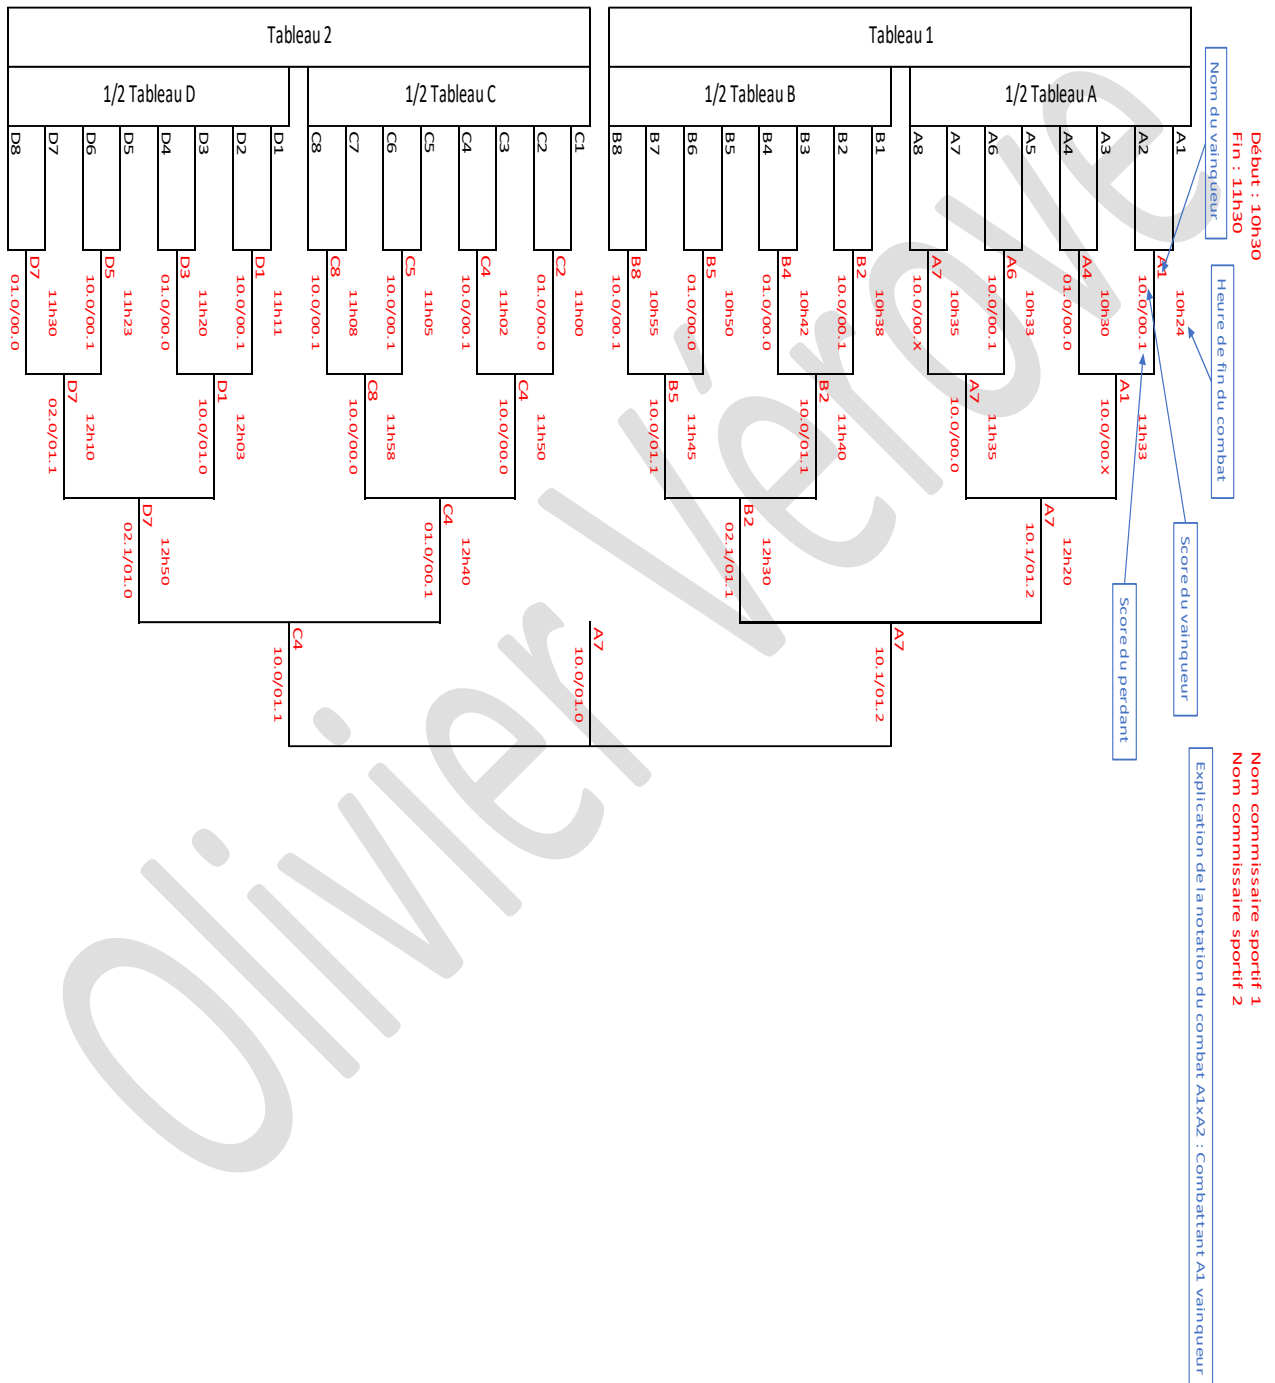 Début : 10h30
Fin : 11h30
Nom commissaire sportif 1
Nom commissaire sportif 2
Nom du vainqueur
Heure de fin du combat
Score du vainqueur
Score du perdant
Explication de la notation du combat A1xA2 : Combattant A1 vainqueur
Tableau 1
1/2 Tableau A
A1
A2
A3
A4
A5
A6
A7
A8
A1 10h24
10.0/00.1
A4 10h30
01.0/00.0
A6 10h33
10.0/00.1
A7 10h35
10.0/00.X
A1 11h33
10.0/00.X
A7 11h35
10.0/00.0
A7 12h20
10.1/01.2
1/2 Tableau B
B1
B2
B3
B4
B5
B6
B7
B8
B2 10h38
10.0/00.1
B4 10h42
01.0/00.0
B5 10h50
01.0/00.0
B8 10h55
10.0/00.1
B2 11h40
10.0/01.1
B5 11h45
10.0/01.1
B2 12h30
02.1/01.1
A7
10.1/01.2
Tableau 2
1/2 Tableau C
C1
C2
C3
C4
C5
C6
C7
C8
C2 11h00
01.0/00.0
C4 11h02
10.0/00.1
C5 11h05
10.0/00.1
C8 11h08
10.0/00.1
C4 11h50
10.0/00.0
C8 11h58
10.0/00.0
C4 12h40
01.0/00.1
1/2 Tableau D
D1
D2
D3
D4
D5
D6
D7
D8
D1 11h11
10.0/00.1
D3 11h20
01.0/00.0
D5 11h23
10.0/00.1
D7 11h30
01.0/00.0
D1 12h03
10.0/01.0
D7 12h10
02.0/01.1
D7 12h50
02.1/01.0
C4
10.0/01.1
A7
10.0/01.0
Olivier Vérove